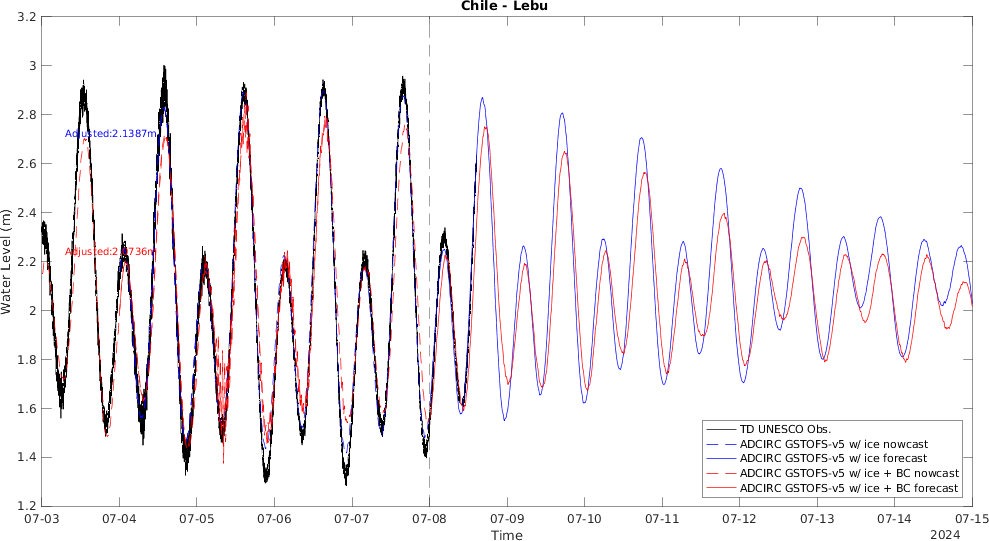 Chile - Lebu
3.2
3
2.8
2.6
2.4
2.2
2
1.8
1.6
1.4
1.2
Water Level (m)
Adjusted:2.1387m
07-03
07-04
07-05
07-06
07-07
07-08
07-09
07-10
07-11
07-12
07-13
07-14
07-15
Time
2024
TD UNESCO Obs.
ADCIRC GSTOFS-v5 w/ ice nowcast
ADCIRC GSTOFS-v5 w/ ice forecast
ADCIRC GSTOFS-v5 w/ ice + BC nowcast
ADCIRC GSTOFS-v5 w/ ice + BC forecast